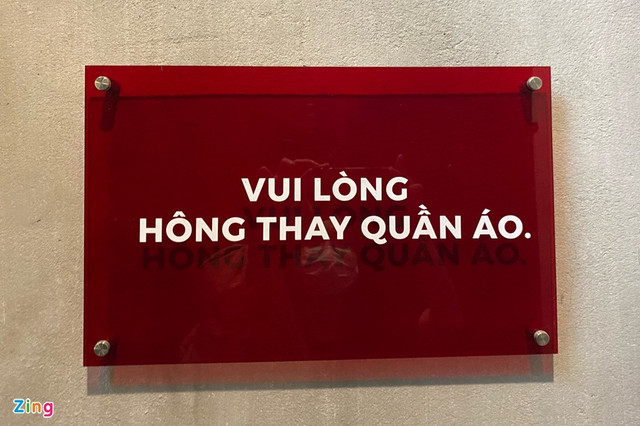 VUI LÒNG
HÔNG THAY QUẦN ÁO.
Zing